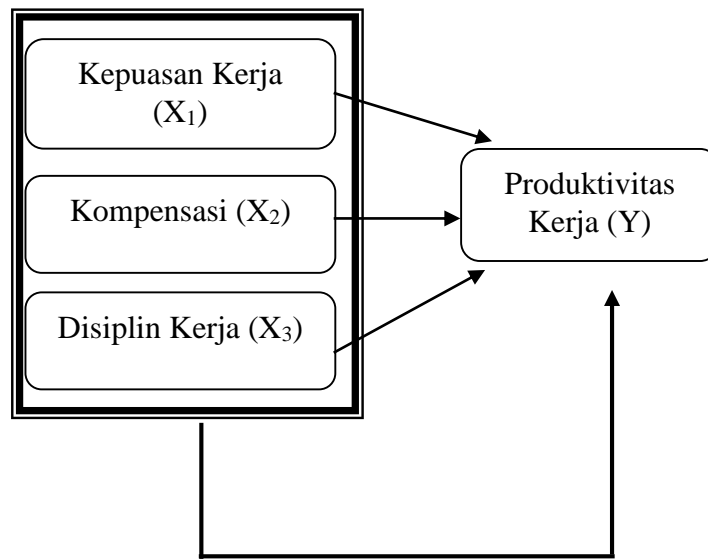 Kepuasan Kerja
(X₁)
Kompensasi (X₂)
Disiplin Kerja (X₃)
Produktivitas
Kerja (Y)